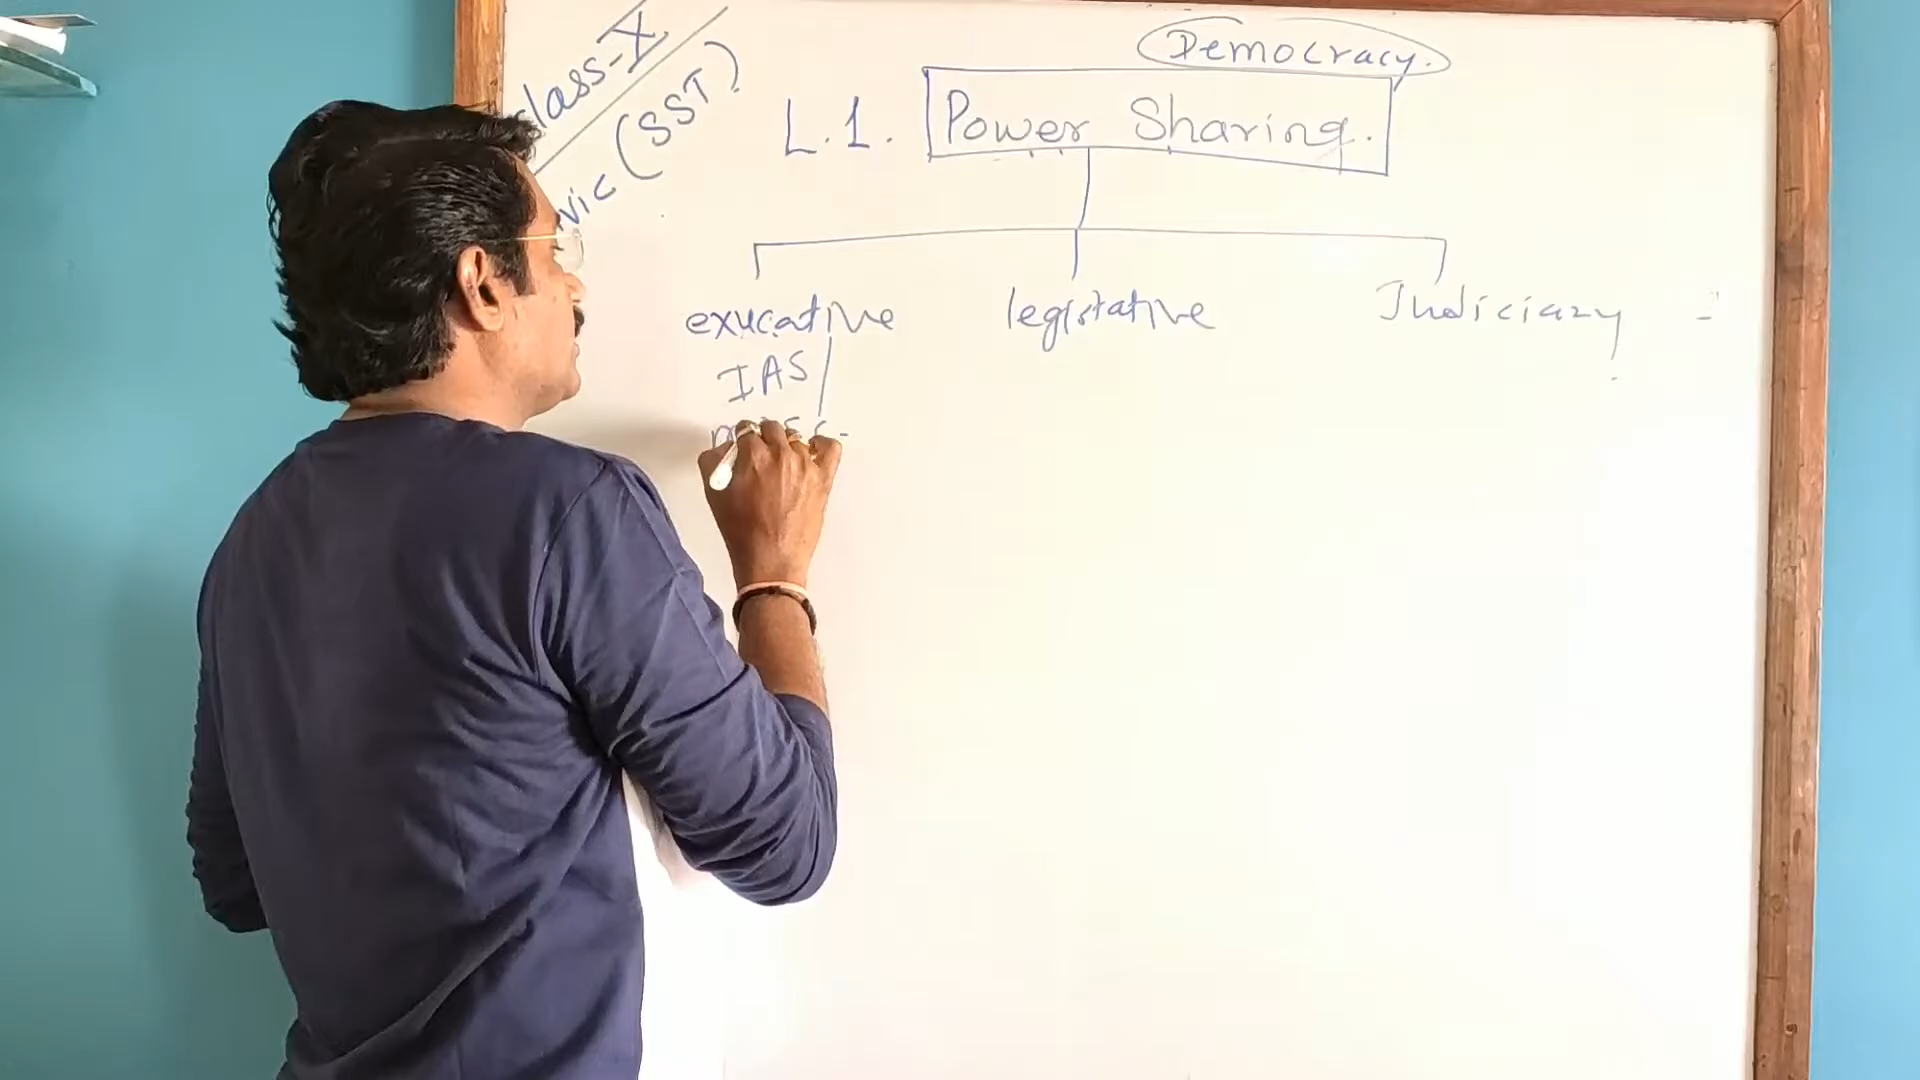 Class-X
Civic (SST)
Democracy.
L.1. Power Sharing.
exucative legistative Judiciary
IAS